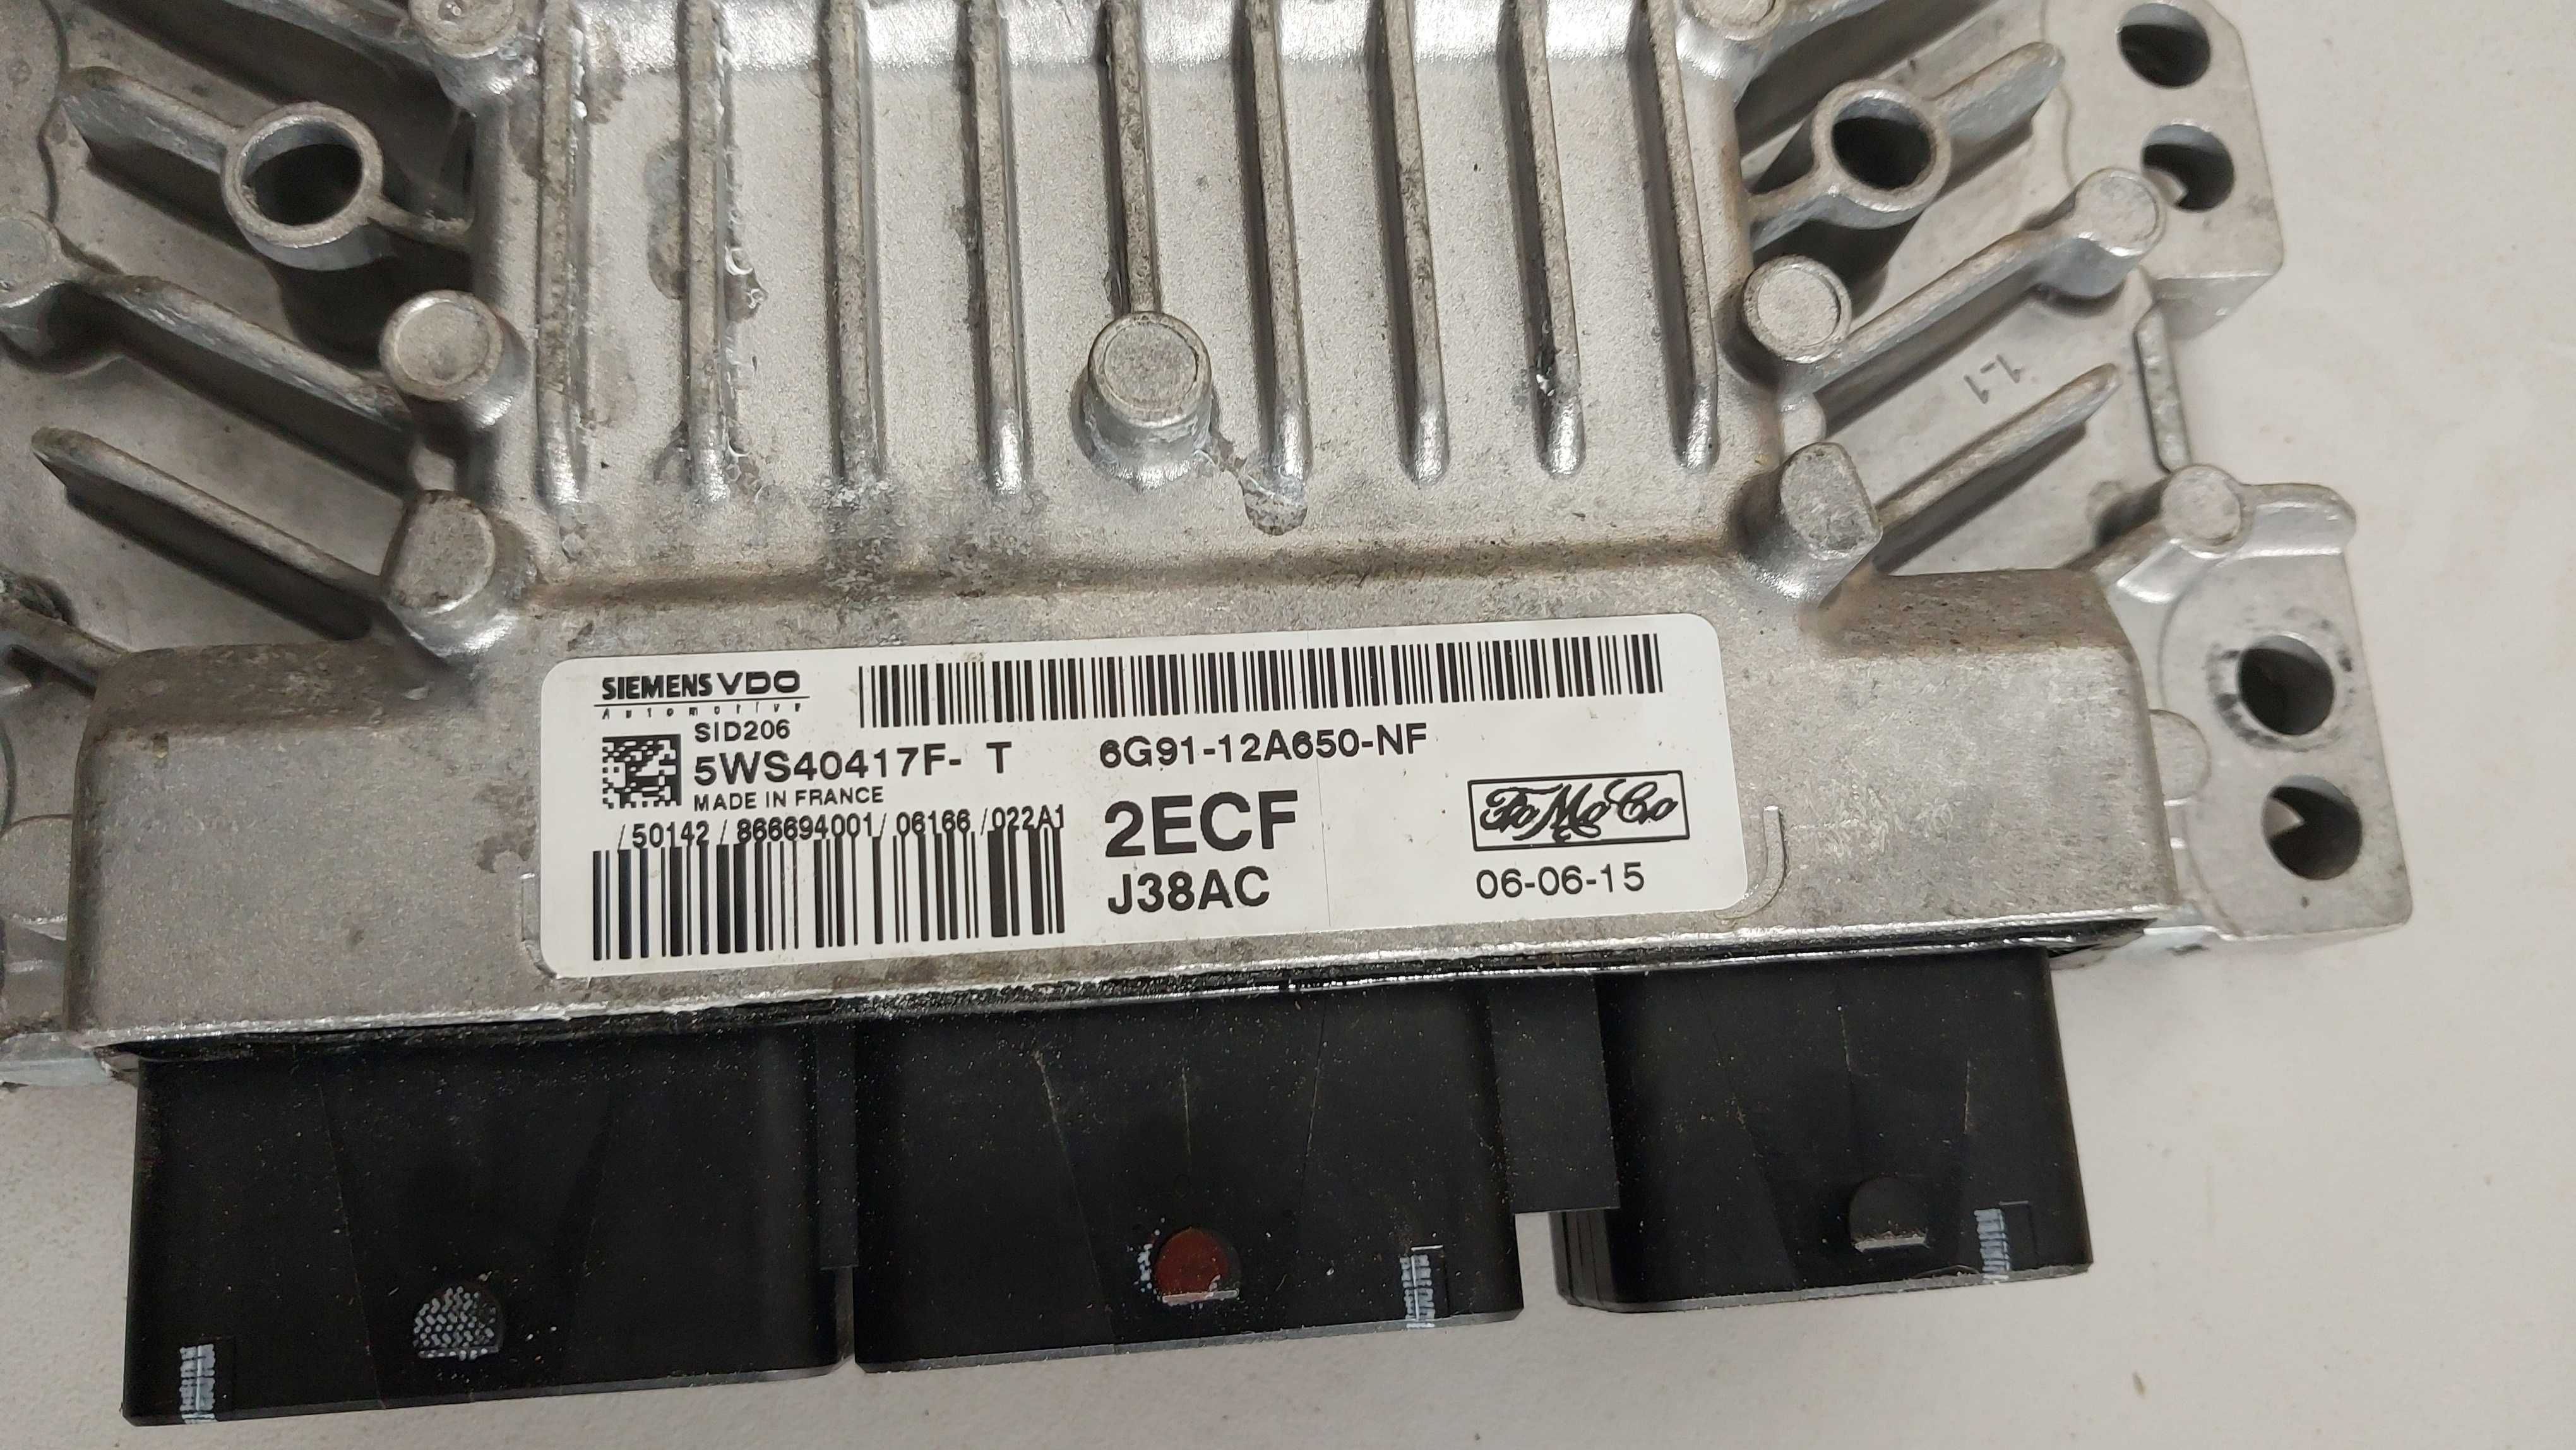 1-1
SIEMENS VDO
Automotive
SID206
5WS40417F- T
6G91-12A650-NF
MADE IN FRANCE
/50142 / 866694001/ 06166 /022A1
2ECF
J38AC
FoMoCo
06-06-15